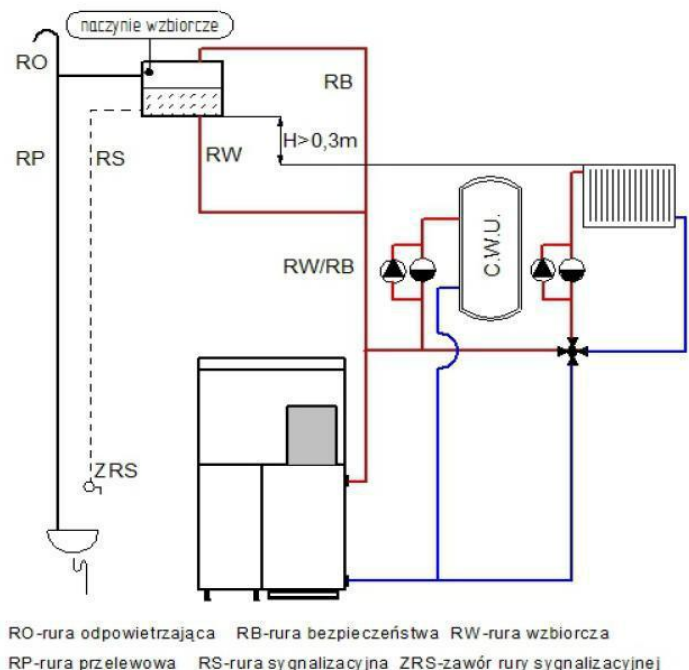 naczynie wzbiorcze
RO
RB
RP
RS
RW
H>0,3m
C.W.U.
RW/RB
ZRS
RO-rura odpowietrzająca RB-rura bezpieczeństwa RW-rura wzbiorcza
RP-rura przelewowa RS-rura sygnalizacyjna ZRS-zawór rury sygnalizacyjnej